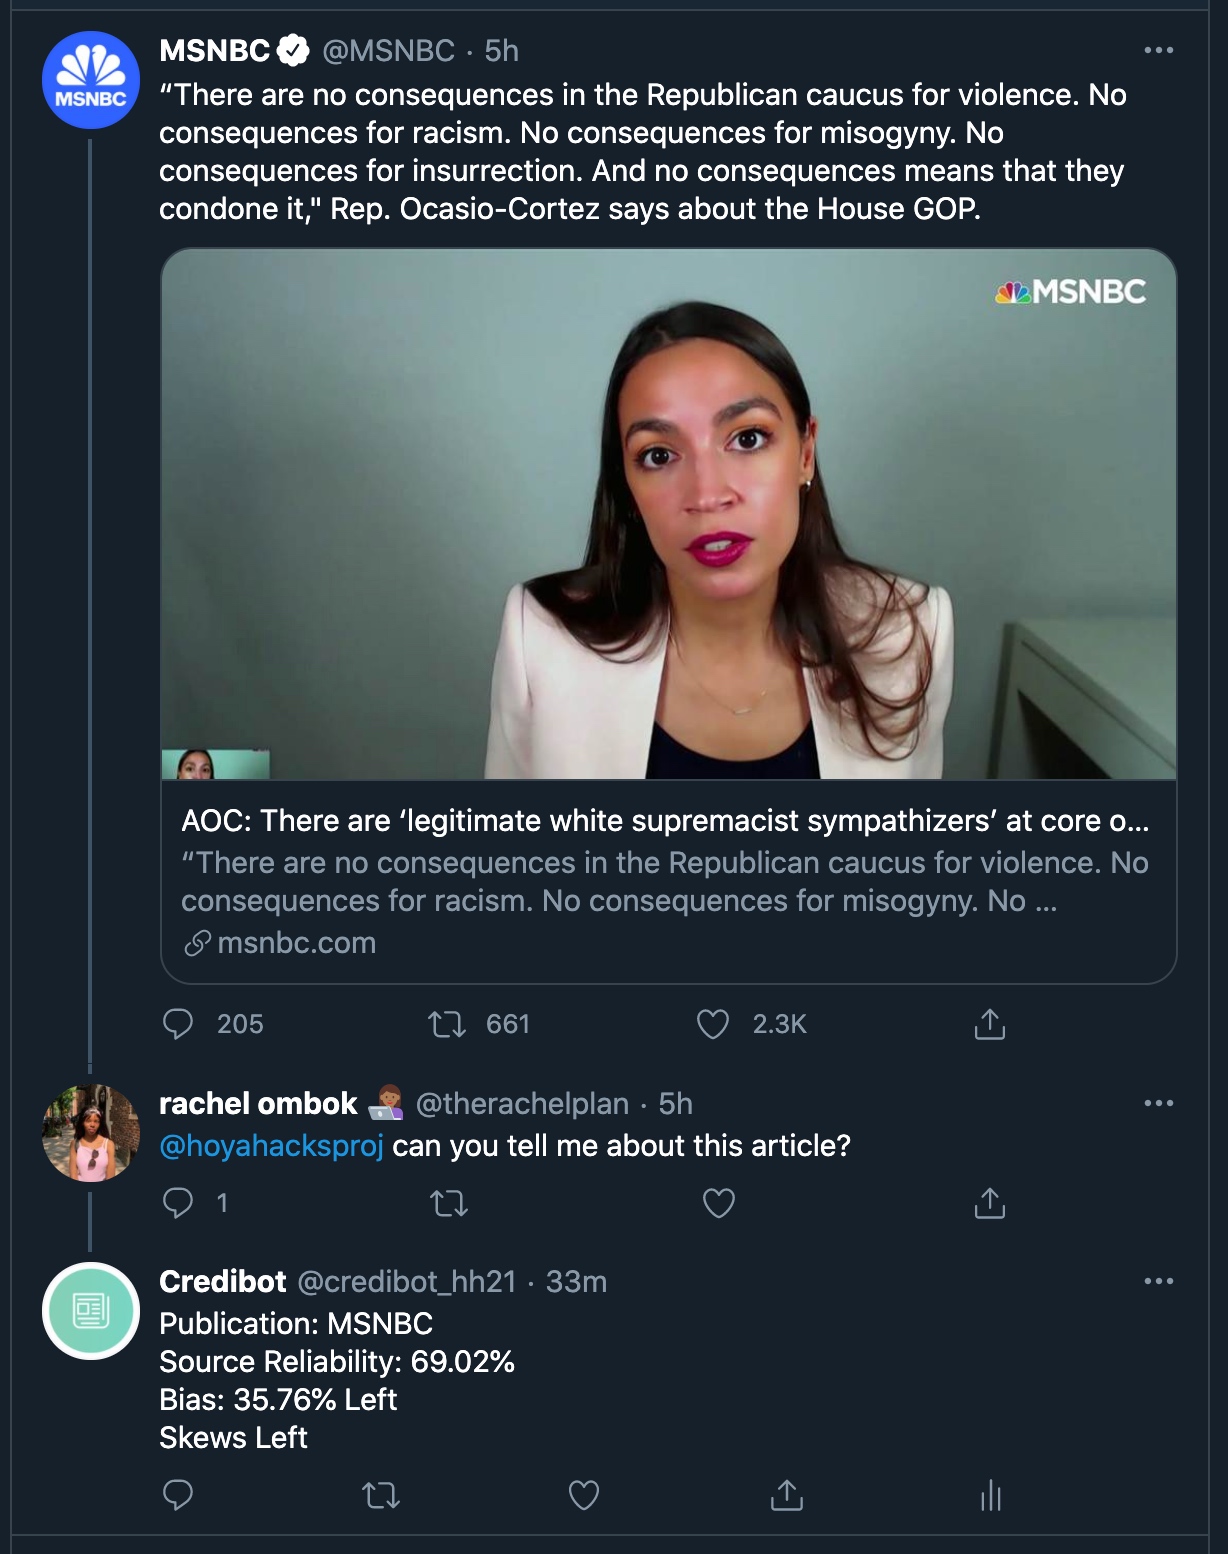 MSNBC @MSNBC · 5h
MSNBC
“There are no consequences in the Republican caucus for violence. No
consequences for racism. No consequences for misogyny. No
consequences for insurrection. And no consequences means that they
condone it," Rep. Ocasio-Cortez says about the House GOP.
MSNBC
AOC: There are ‘legitimate white supremacist sympathizers’ at core o...
“There are no consequences in the Republican caucus for violence. No
consequences for racism. No consequences for misogyny. No ...
msnbc.com
205 661 2.3K
rachel ombok @therachelplan · 5h
@hoyahacksproj can you tell me about this article?
1
Credibot @credibot_hh21 · 33m
Publication: MSNBC
Source Reliability: 69.02%
Bias: 35.76% Left
Skews Left